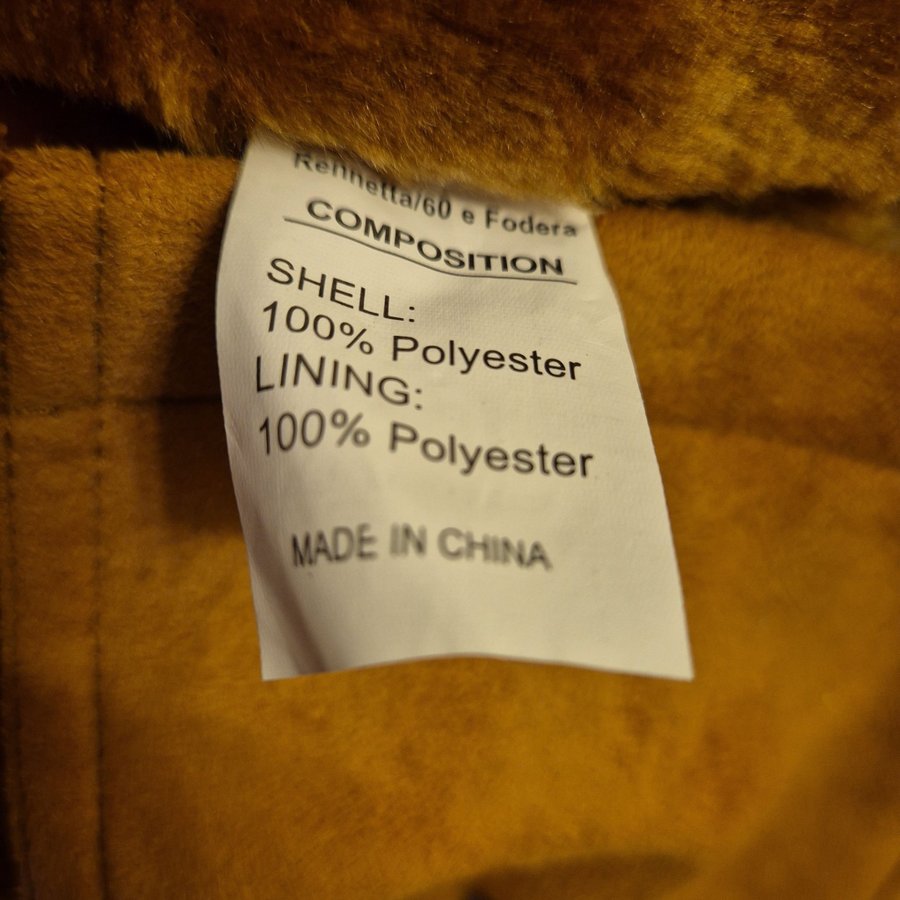 Rennetta/60 e Fodera
COMPOSITION
SHELL:
100% Polyester
LINING:
100% Polyester
MADE IN CHINA